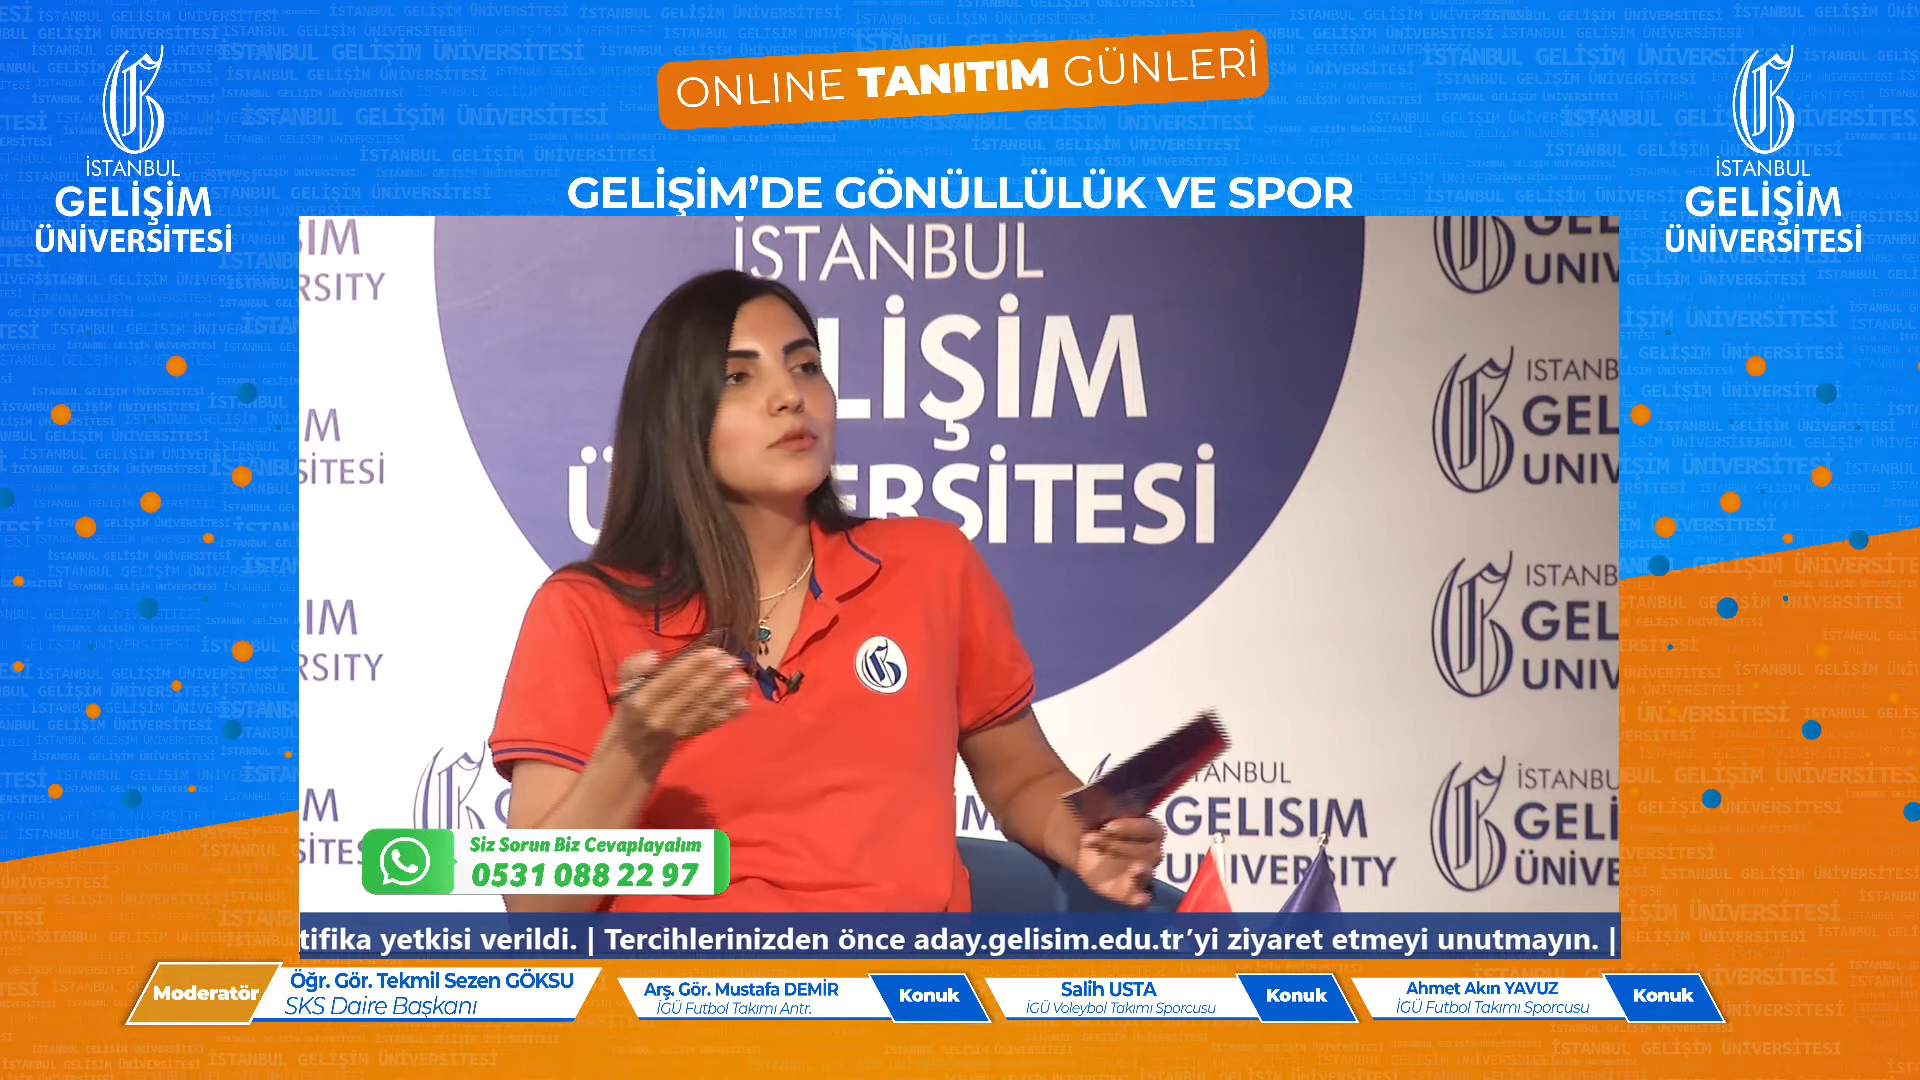 ONLINE TANITIM GÜNLERİ
İSTANBUL
GELİŞİM
ÜNİVERSİTESİ
İSTANBUL
GELİŞİM
ÜNİVERSİTESİ
GELİŞİM’DE GÖNÜLLÜLÜK VE SPOR
İSTANBUL
LİŞİM
ERSİTESİ
GELISIM
UNIVERSITY
Siz Sorun Biz Cevaplayalım
0531 088 22 97
tifika yetkisi verildi. | Tercihlerinizden önce aday.gelisim.edu.tr’yi ziyaret etmeyi unutmayın. |
Moderatör
Öğr. Gör. Tekmil Sezen GÖKSU
SKS Daire Başkanı
Arş. Gör. Mustafa DEMİR
İGÜ Futbol Takımı Antr.
Konuk
Salih USTA
İGÜ Voleybol Takımı Sporcusu
Konuk
Ahmet Akın YAVUZ
İGÜ Futbol Takımı Sporcusu
Konuk